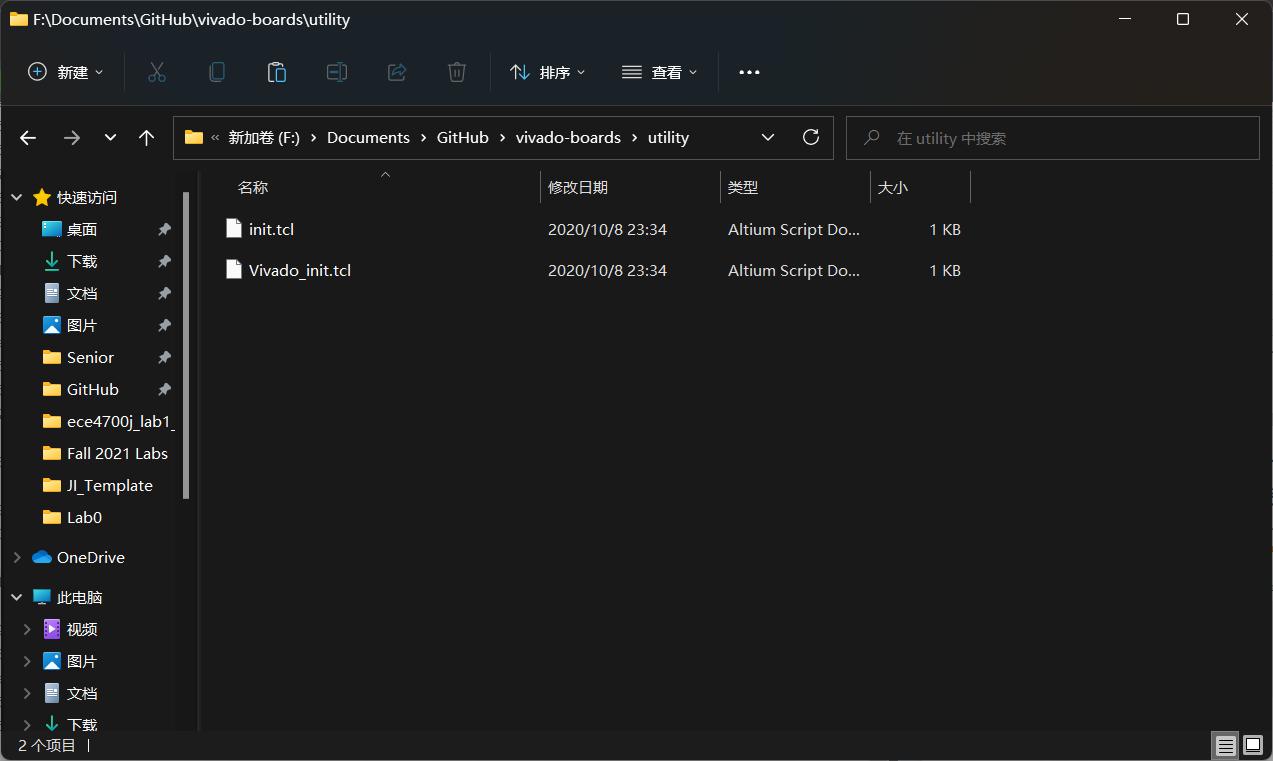 F:\Documents\GitHub\vivado-boards\utility
新建
排序
查看
« 新加卷 (F:) › Documents › GitHub › vivado-boards › utility
在 utility 中搜索
名称 修改日期 类型 大小
init.tcl 2020/10/8 23:34 Altium Script Do... 1 KB
Vivado_init.tcl 2020/10/8 23:34 Altium Script Do... 1 KB
快速访问
桌面
下载
文档
图片
Senior
GitHub
ece4700j_lab1_
Fall 2021 Labs
JI_Template
Lab0
OneDrive
此电脑
视频
图片
文档
下载
2 个项目